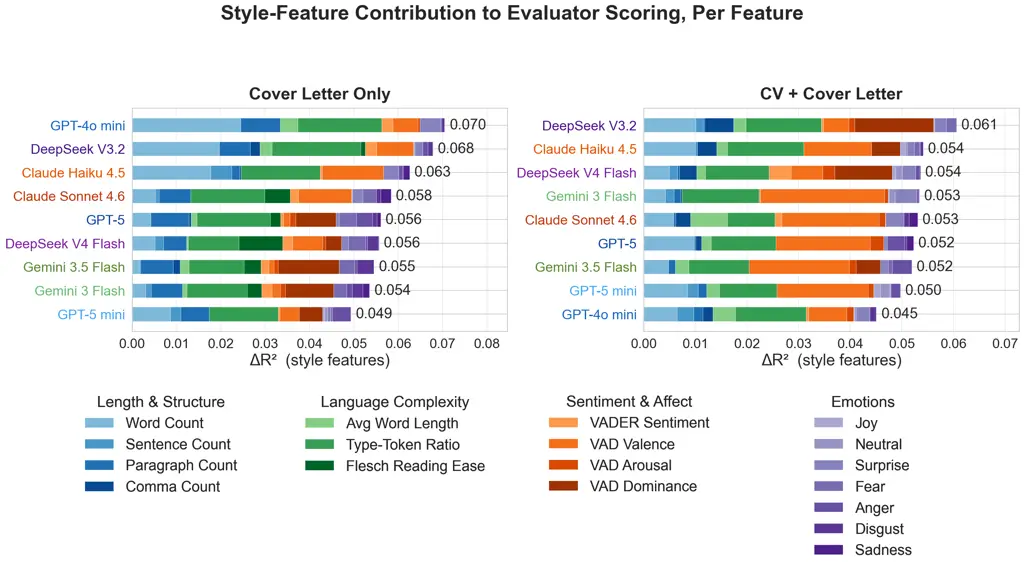 Style-Feature Contribution to Evaluator Scoring, Per Feature
Cover Letter Only
GPT-4o mini 0.070
DeepSeek V3.2 0.068
Claude Haiku 4.5 0.063
Claude Sonnet 4.6 0.058
GPT-5 0.056
DeepSeek V4 Flash 0.056
Gemini 3.5 Flash 0.055
Gemini 3 Flash 0.054
GPT-5 mini 0.049
0.00 0.01 0.02 0.03 0.04 0.05 0.06 0.07 0.08
ΔR² (style features)
CV + Cover Letter
DeepSeek V3.2 0.061
Claude Haiku 4.5 0.054
DeepSeek V4 Flash 0.054
Gemini 3 Flash 0.053
Claude Sonnet 4.6 0.053
GPT-5 0.052
Gemini 3.5 Flash 0.052
GPT-5 mini 0.050
GPT-4o mini 0.045
0.00 0.01 0.02 0.03 0.04 0.05 0.06 0.07
ΔR² (style features)
Length & Structure
Word Count
Sentence Count
Paragraph Count
Comma Count
Language Complexity
Avg Word Length
Type-Token Ratio
Flesch Reading Ease
Sentiment & Affect
VADER Sentiment
VAD Valence
VAD Arousal
VAD Dominance
Emotions
Joy
Neutral
Surprise
Fear
Anger
Disgust
Sadness